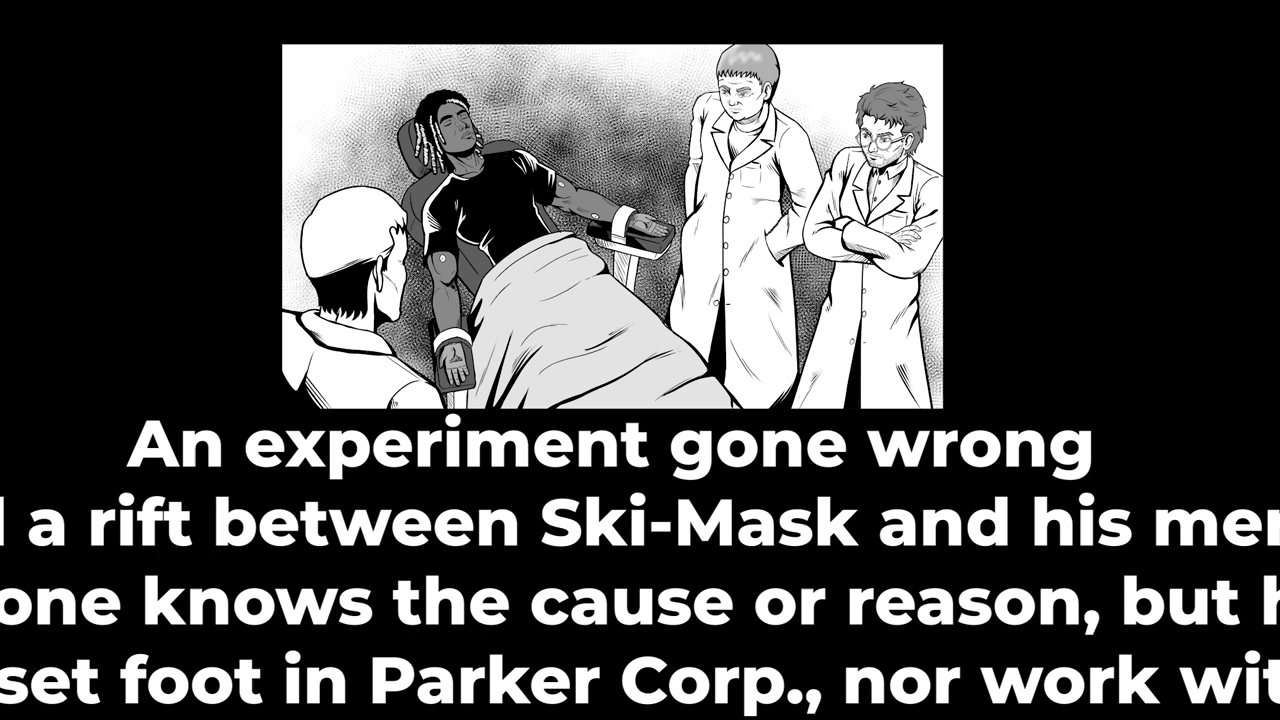 An experiment gone wrong
a rift between Ski-Mask and his
one knows the cause or reason, but
set foot in Parker Corp., nor work